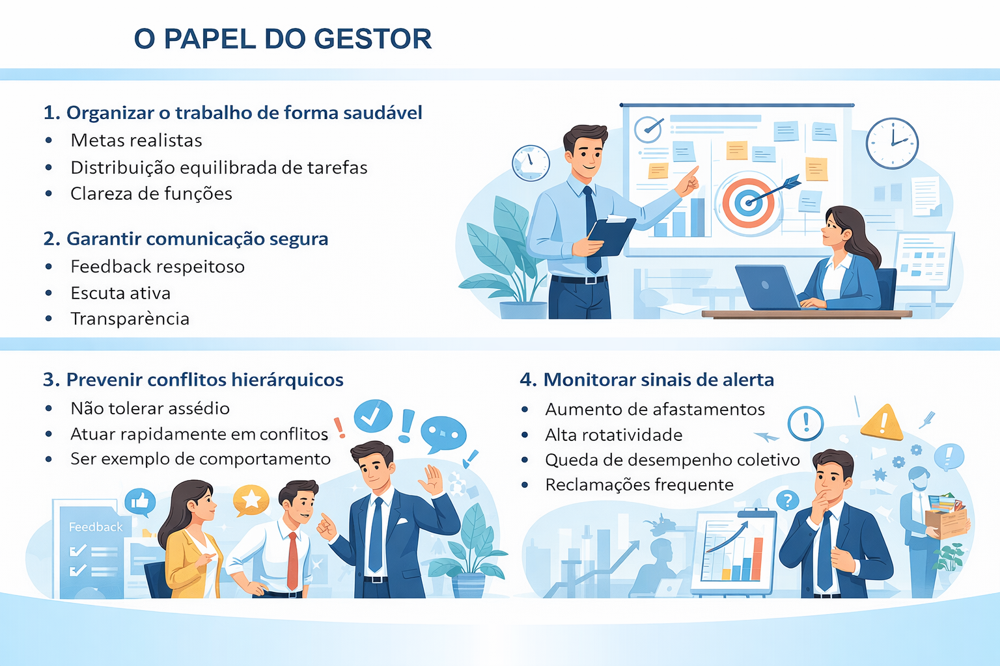 O PAPEL DO GESTOR
1. Organizar o trabalho de forma saudável
• Metas realistas
• Distribuição equilibrada de tarefas
• Clareza de funções
2. Garantir comunicação segura
• Feedback respeitoso
• Escuta ativa
• Transparència
3. Prevenir conflitos hierárquicos
• Não tolerar assédio
• Atuar rapidamente em conflitos
• Ser exemplo de comportamento
Feedback
4. Monitorar sinais de alerta
• Aumento de afastamentos
• Alta rotatividade
• Queda de desempenho coletivo
• Reclamações frequente